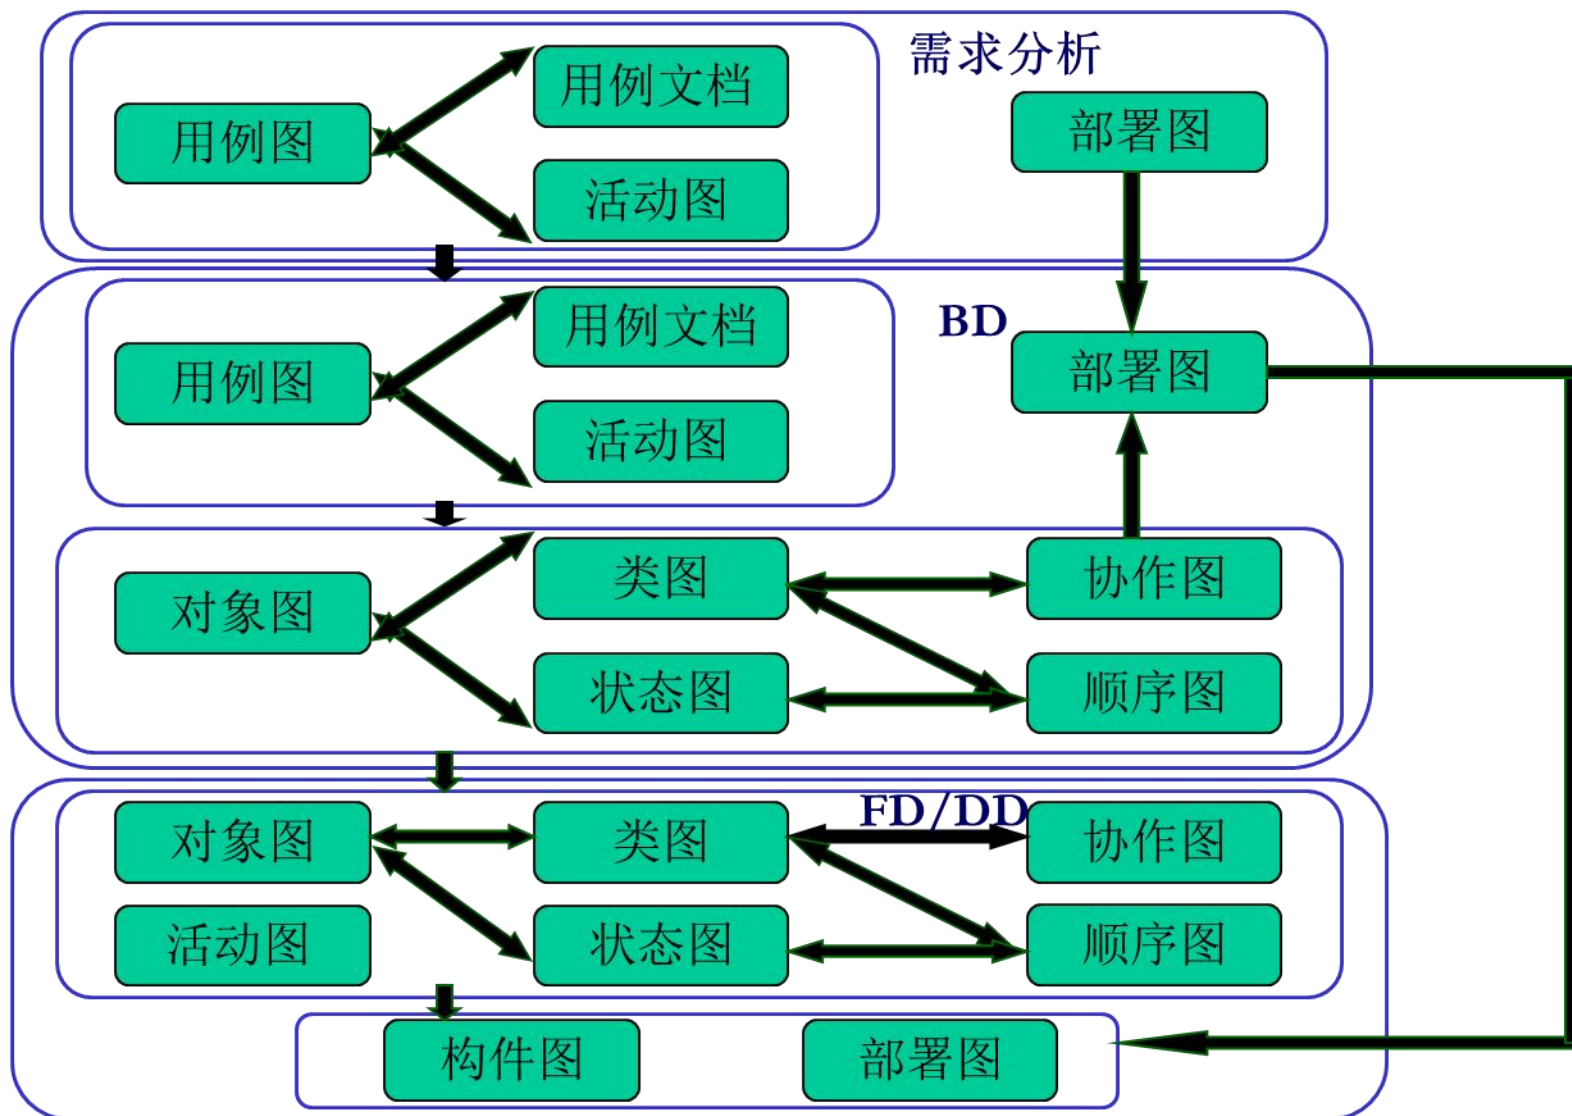 需求分析
用例文档
用例图
部署图
活动图
BD
用例文档
用例图
部署图
活动图
类图
协作图
对象图
状态图
顺序图
FD/DD
对象图
类图
协作图
活动图
状态图
顺序图
构件图
部署图